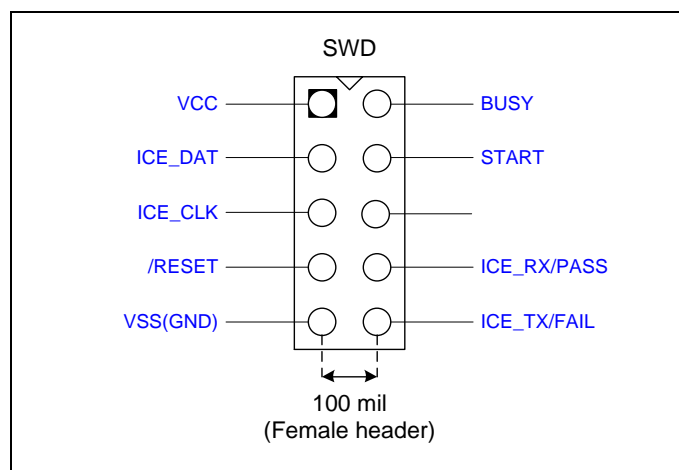 SWD
VCC
BUSY
ICE_DAT
START
ICE_CLK
/RESET
ICE_RX/PASS
VSS(GND)
ICE_TX/FAIL
100 mil
(Female header)